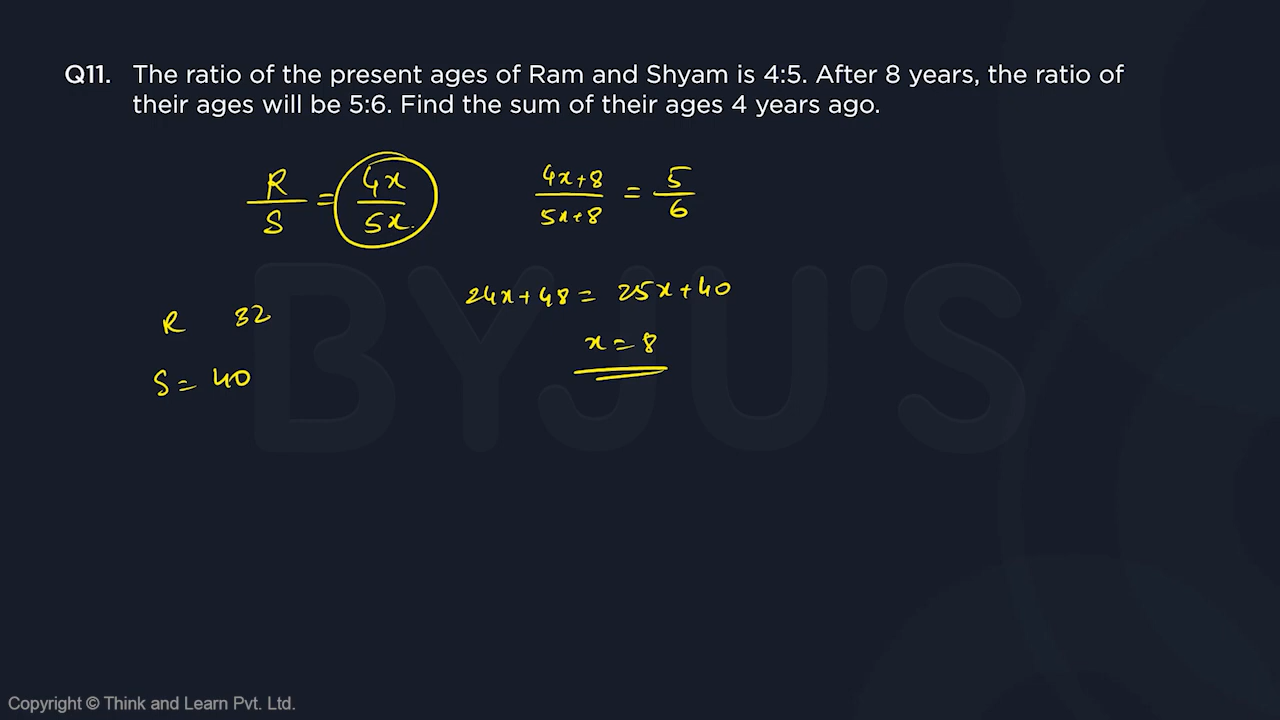 Q11. The ratio of the present ages of Ram and Shyam is 4:5. After 8 years, the ratio of
their ages will be 5:6. Find the sum of their ages 4 years ago.
R/S = 4x/5x
4x+8/5x+8 = 5/6
24x+48 = 25x+40
x = 8
R 32
S = 40
BYJU'S
Copyright © Think and Learn Pvt. Ltd.